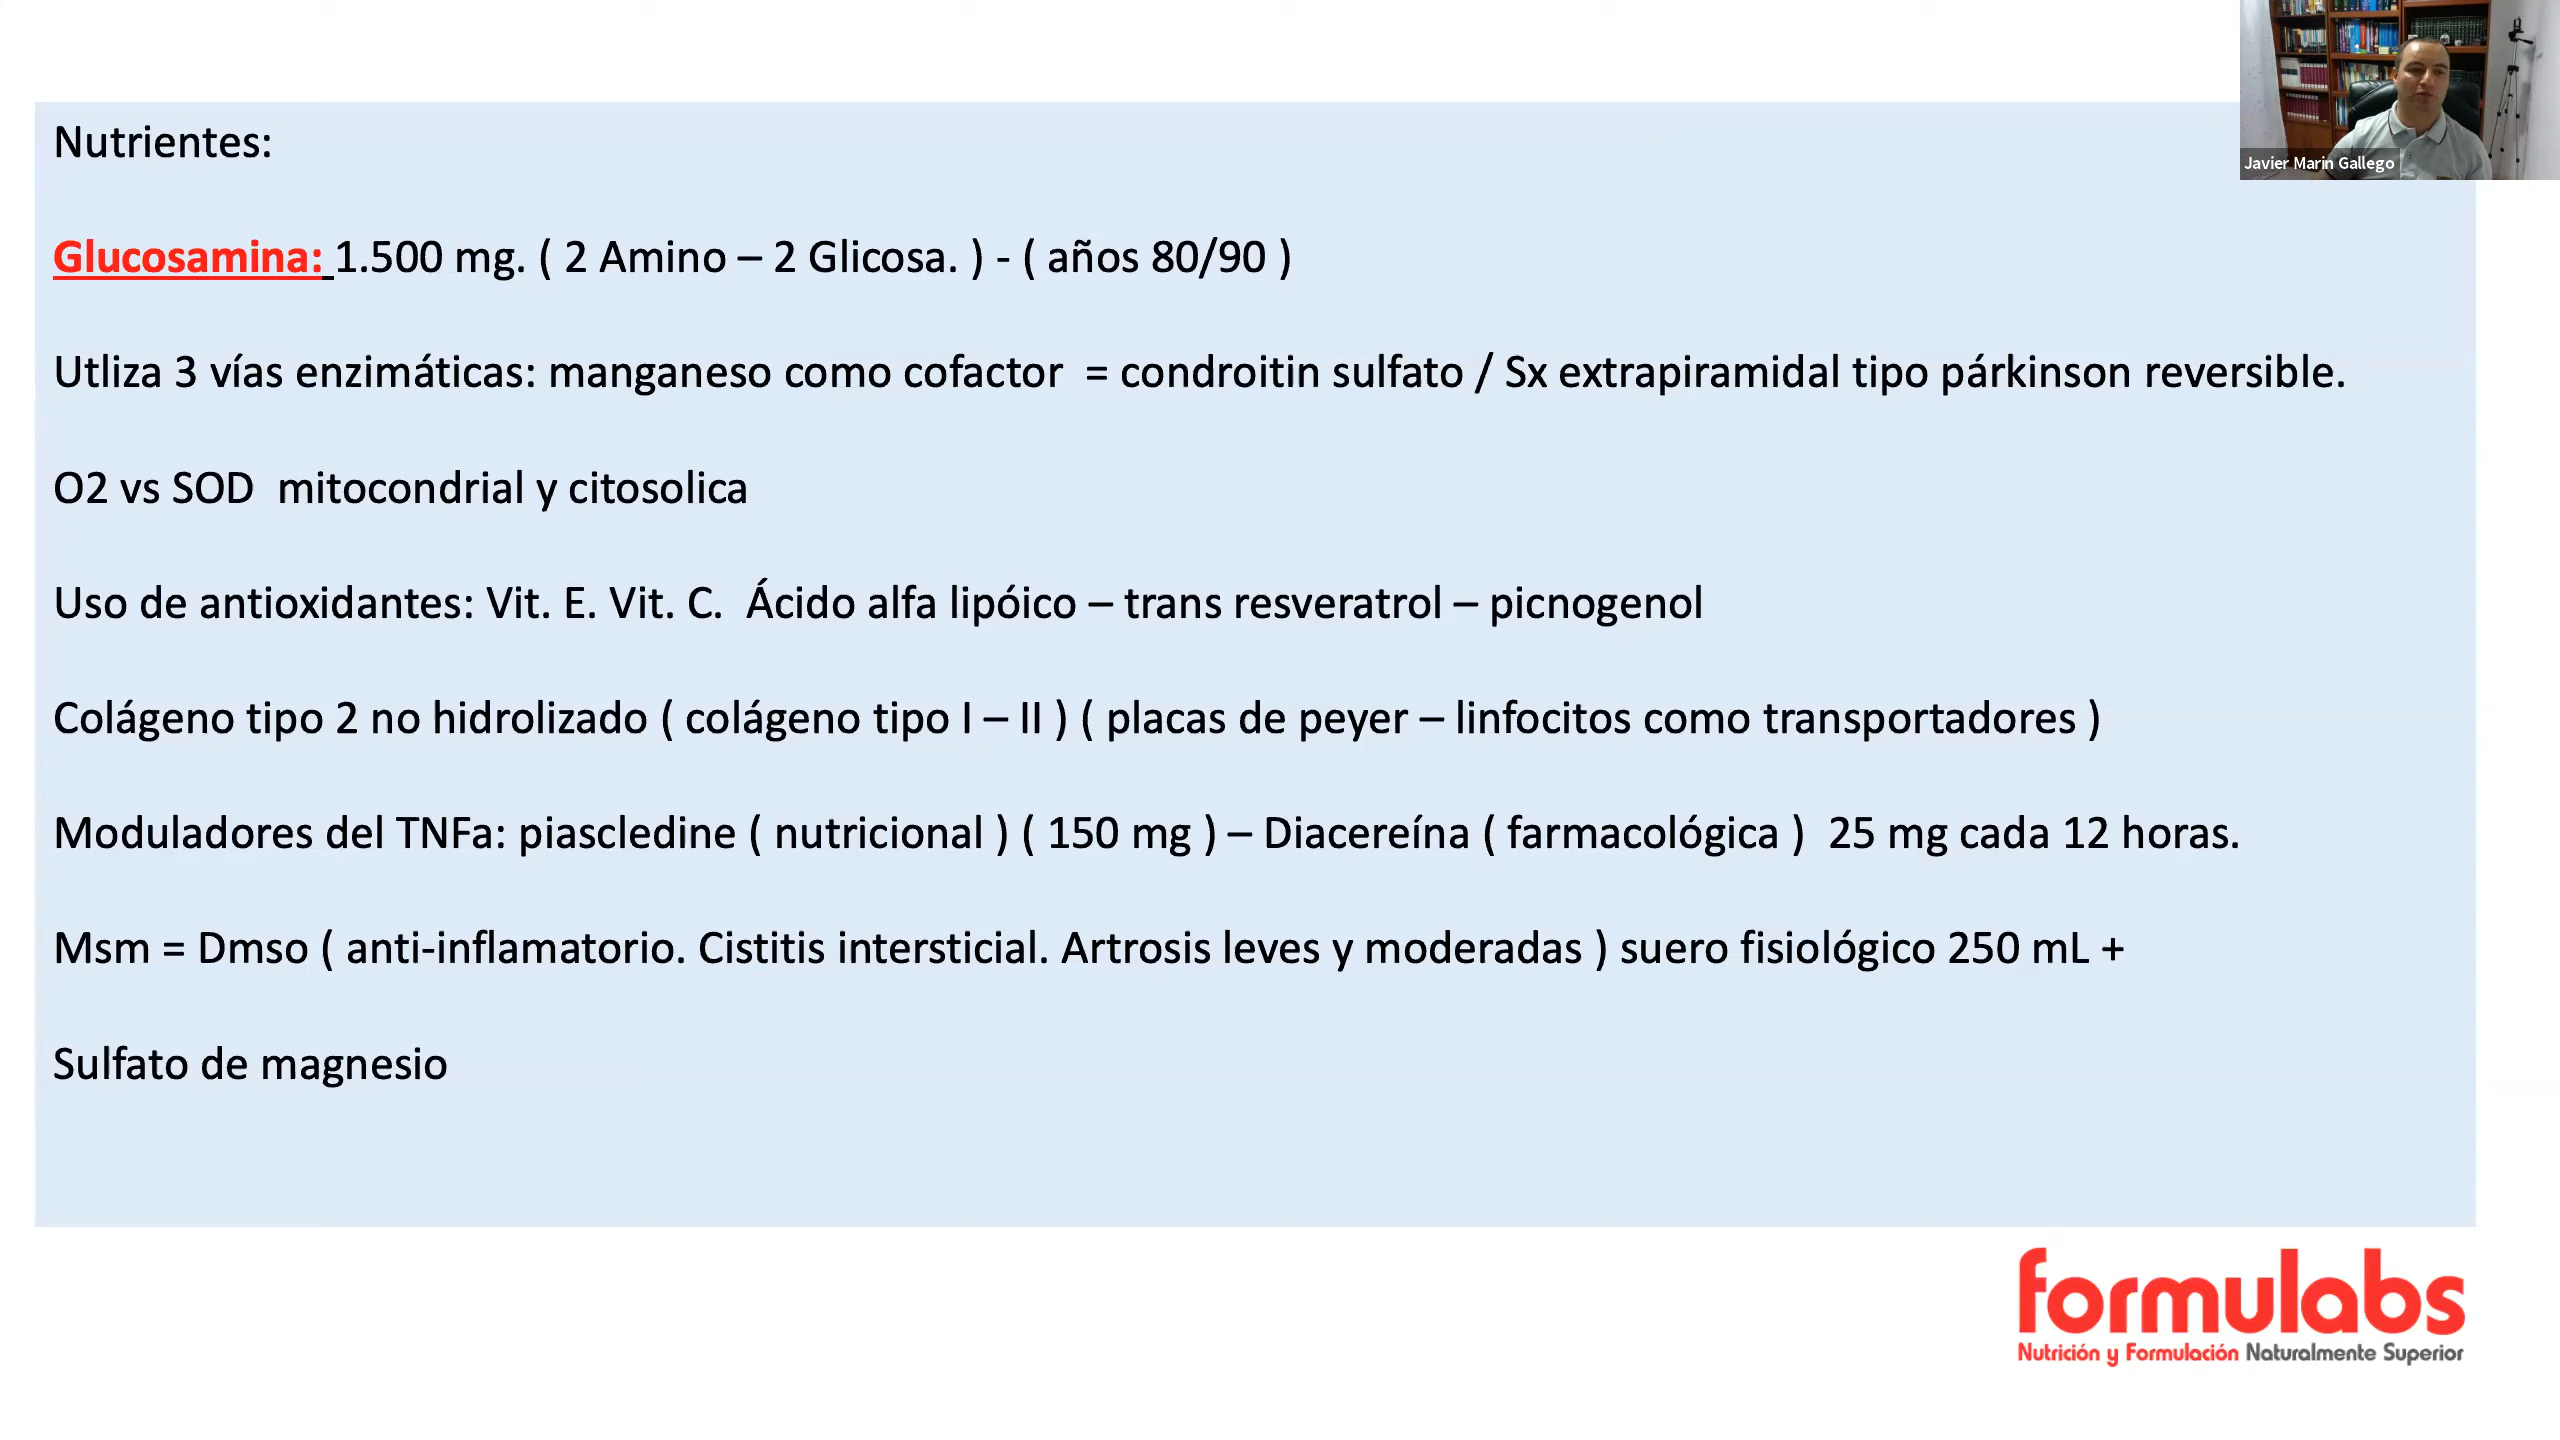 Javier Marin Gallego
Nutrientes:
Glucosamina: 1.500 mg. ( 2 Amino – 2 Glicosa. ) - ( años 80/90 )
Utliza 3 vías enzimáticas: manganeso como cofactor = condroitin sulfato / Sx extrapiramidal tipo párkinson reversible.
O2 vs SOD mitocondrial y citosolica
Uso de antioxidantes: Vit. E. Vit. C. Ácido alfa lipóico – trans resveratrol – picnogenol
Colágeno tipo 2 no hidrolizado ( colágeno tipo I – II ) ( placas de peyer – linfocitos como transportadores )
Moduladores del TNFa: piascledine ( nutricional ) ( 150 mg ) – Diacereína ( farmacológica ) 25 mg cada 12 horas.
Msm = Dmso ( anti-inflamatorio. Cistitis intersticial. Artrosis leves y moderadas ) suero fisiológico 250 mL +
Sulfato de magnesio
formulabs
Nutrición y Formulación Naturalmente Superior